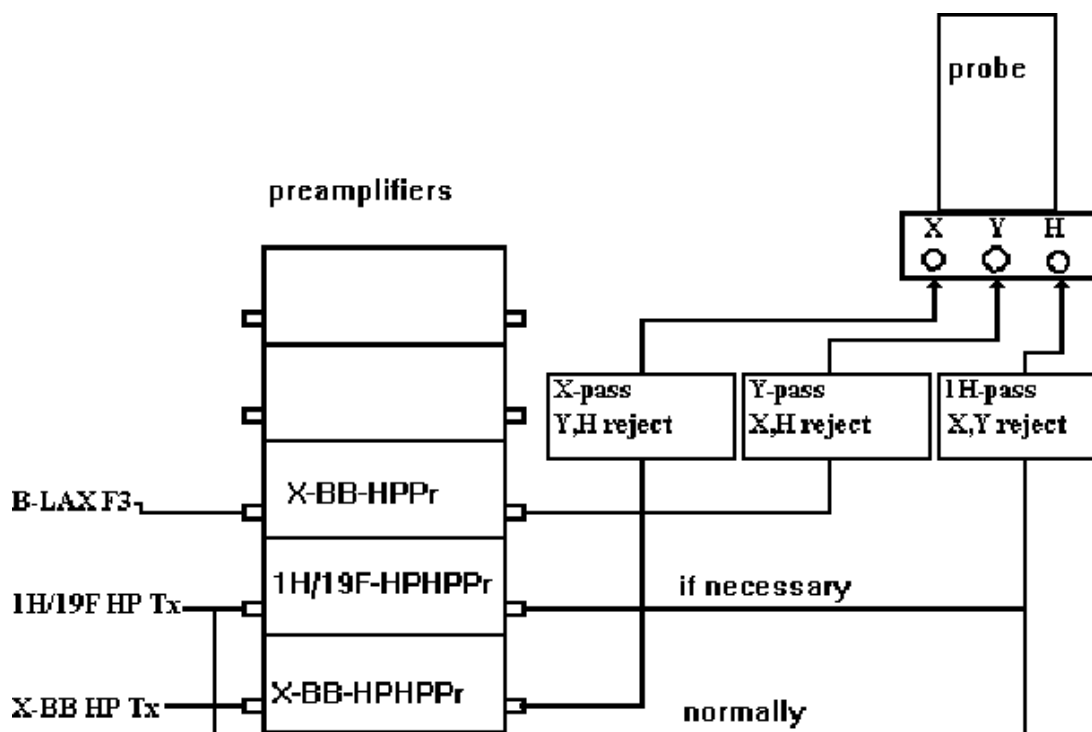 probe
preamplifiers
X Y H
X-pass
Y,H reject
Y-pass
X,H reject
1H-pass
X,Y reject
B-LAX F3
X-BB-HPPr
1H/19F HP Tx
1H/19F-HPHPPr
if necessary
X-BB HP Tx
X-BB-HPHPPr
normally